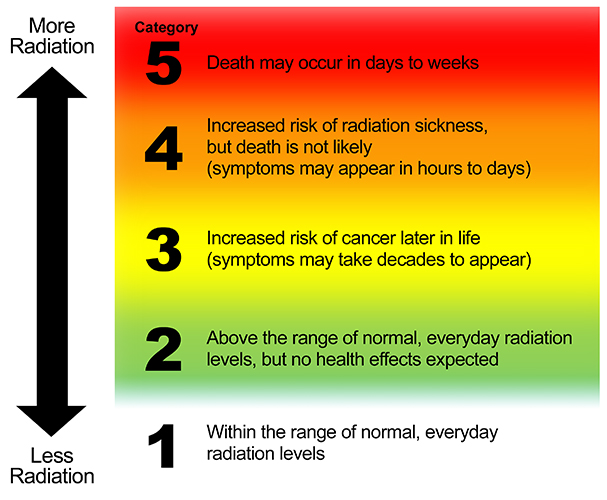 More
Radiation
Category
5
Death may occur in days to weeks
4
Increased risk of radiation sickness,
but death is not likely
(symptoms may appear in hours to days)
3
Increased risk of cancer later in life
(symptoms may take decades to appear)
2
Above the range of normal, everyday radiation
levels, but no health effects expected
1
Within the range of normal, everyday
radiation levels
Less
Radiation